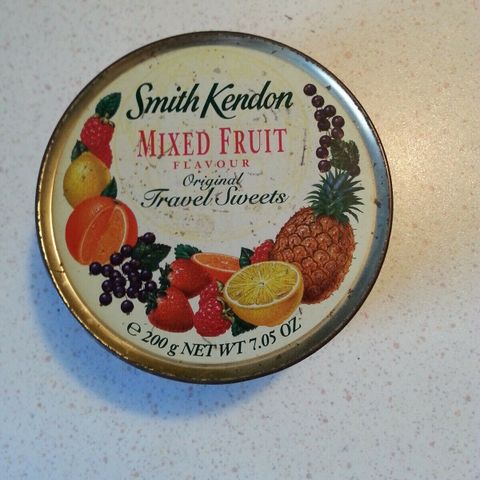 Smith Kendon
MIXED FRUIT
FLAVOUR
Original
Travel Sweets
℮ 200 g NET WT 7.05 OZ